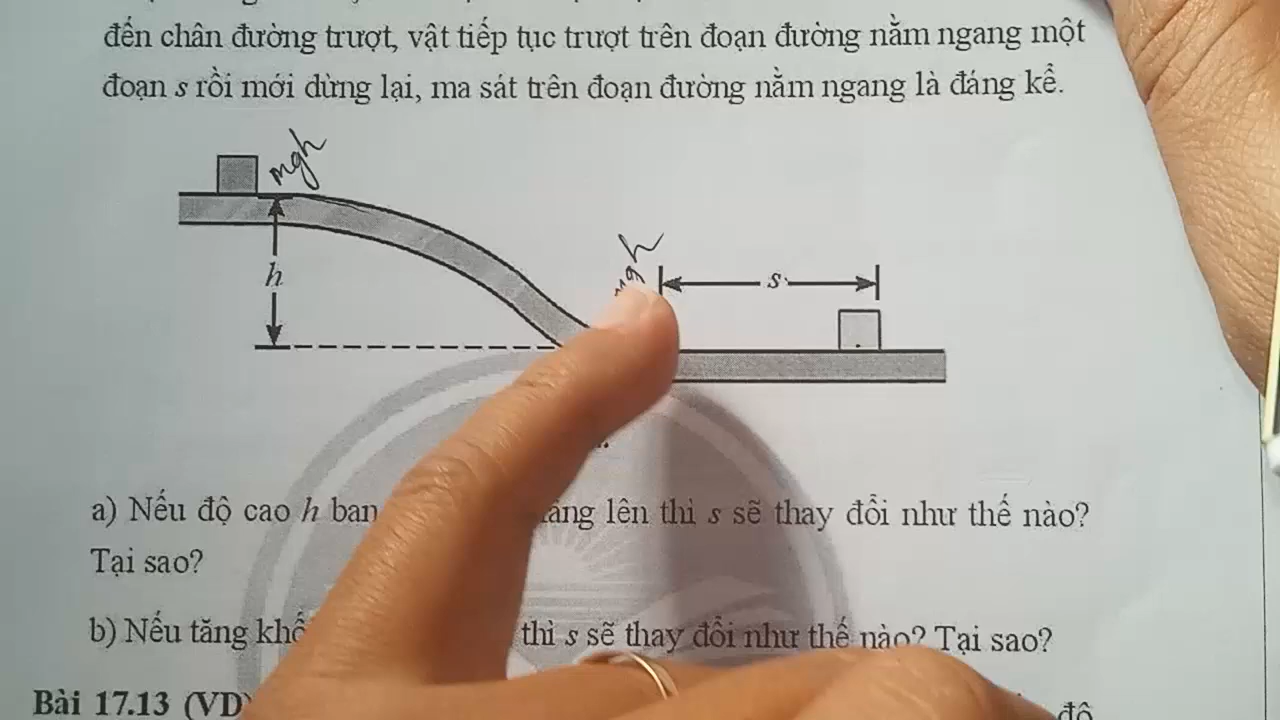 đến chân đường trượt, vật tiếp tục trượt trên đoạn đường nằm ngang một
đoạn s rồi mới dừng lại, ma sát trên đoạn đường nằm ngang là đáng kể.
mgh
mgh
h
s
a) Nếu độ cao h ban lên thì s sẽ thay đổi như thế nào?
Tại sao?
b) Nếu tăng thì s sẽ thay đổi như thế nào? Tại sao?
Bài 17.13 (VD) độ